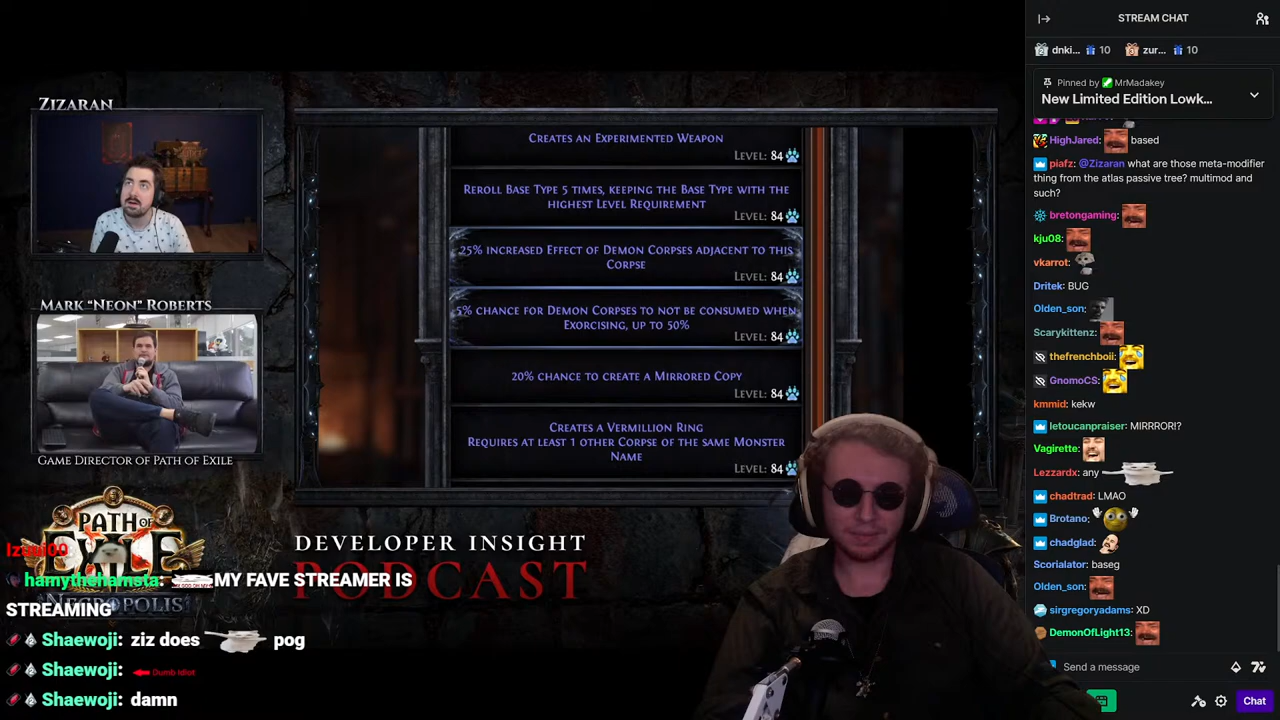 ZIZARAN
MARK "NEON" ROBERTS
GAME DIRECTOR OF PATH OF EXILE
CREATES AN EXPERIMENTED WEAPON
LEVEL: 84
REROLL BASE TYPE 5 TIMES, KEEPING THE BASE TYPE WITH THE
HIGHEST LEVEL REQUIREMENT
LEVEL: 84
25% INCREASED EFFECT OF DEMON CORPSES ADJACENT TO THIS
CORPSE
LEVEL: 84
5% CHANCE FOR DEMON CORPSES TO NOT BE CONSUMED WHEN
EXORCISING, UP TO 50%
LEVEL: 84
20% CHANCE TO CREATE A MIRRORED COPY
LEVEL: 84
CREATES A VERMILLION RING
REQUIRES AT LEAST 1 OTHER CORPSE OF THE SAME MONSTER
NAME
LEVEL: 84
PATH OF
EXILE
NECROPOLIS
DEVELOPER INSIGHT
PODCAST
hamythehamsta: MY FAVE STREAMER IS
STREAMING
Shaewoji: ziz does pog
Shaewoji: Dumb Idiot
Shaewoji: damn
STREAM CHAT
dnki... 10 zur... 10
Pinned by MrMadakey
New Limited Edition Lowk...
HighJared: based
piafz: @Zizaran what are those meta-modifier
thing from the atlas passive tree? multimod and
such?
bretongaming:
kju08:
vkarrot:
Dritek: BUG
Olden_son:
Scarykittenz:
thefrenchboii:
GnomoCS:
kmmid: kekw
letoucanpraiser: MIRRROR!?
Vagirette:
Lezzardx: any
chadtrad: LMAO
Brotano:
chadglad:
Scorialator: baseg
Olden_son:
sirgregoryadams: XD
DemonOfLight13:
Send a message
Chat